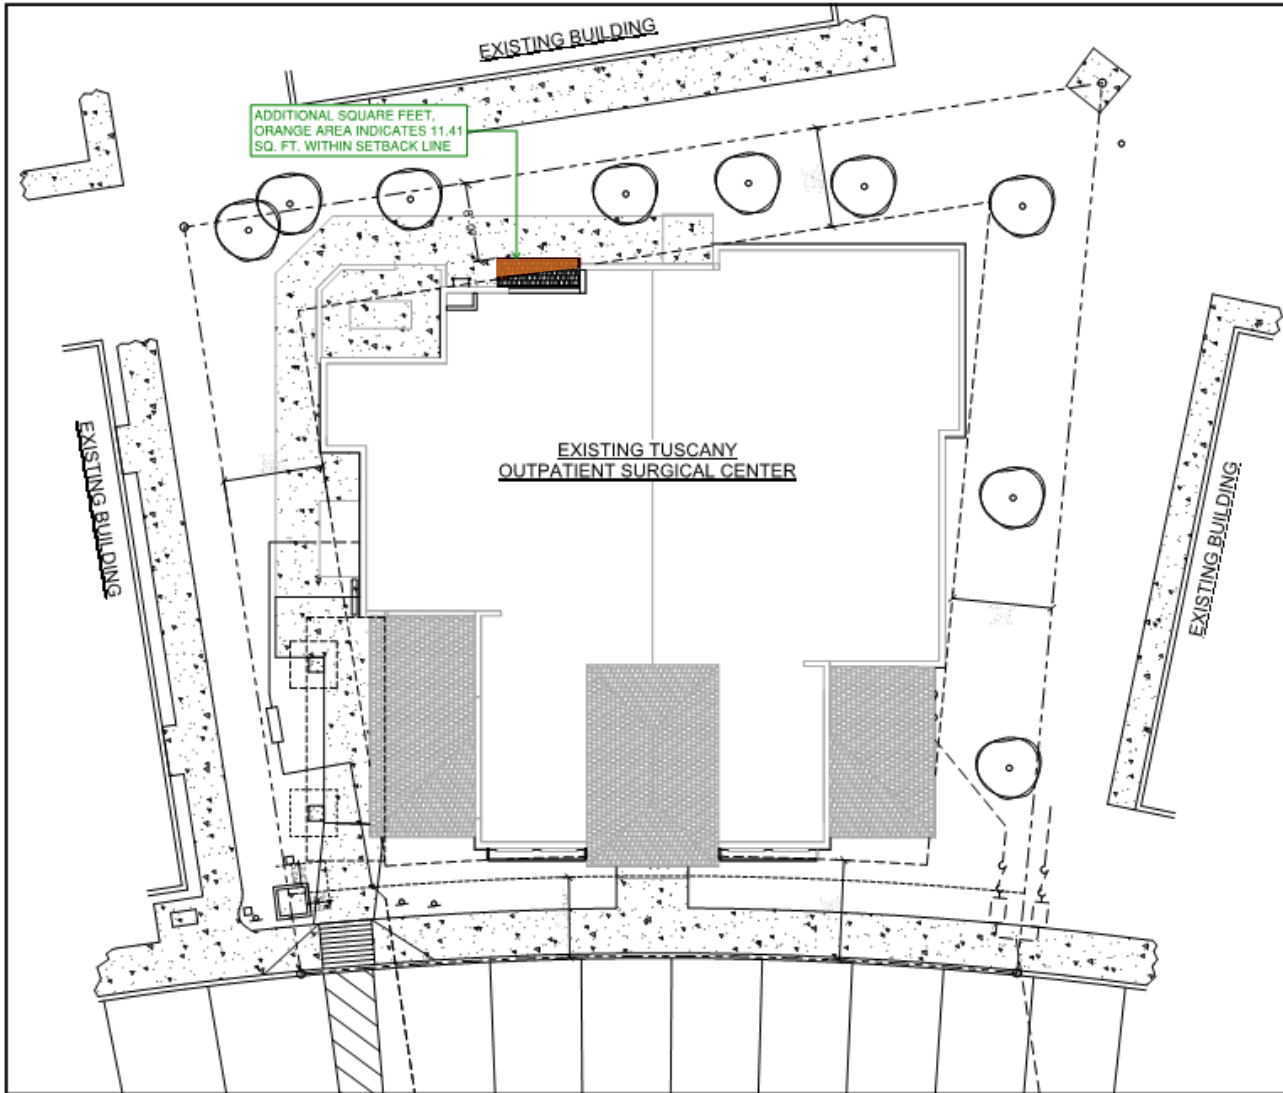 EXISTING BUILDING
ADDITIONAL SQUARE FEET,
ORANGE AREA INDICATES 11.41
SQ. FT. WITHIN SETBACK LINE
EXISTING TUSCANY
OUTPATIENT SURGICAL CENTER
EXISTING BUILDING
EXISTING BUILDING